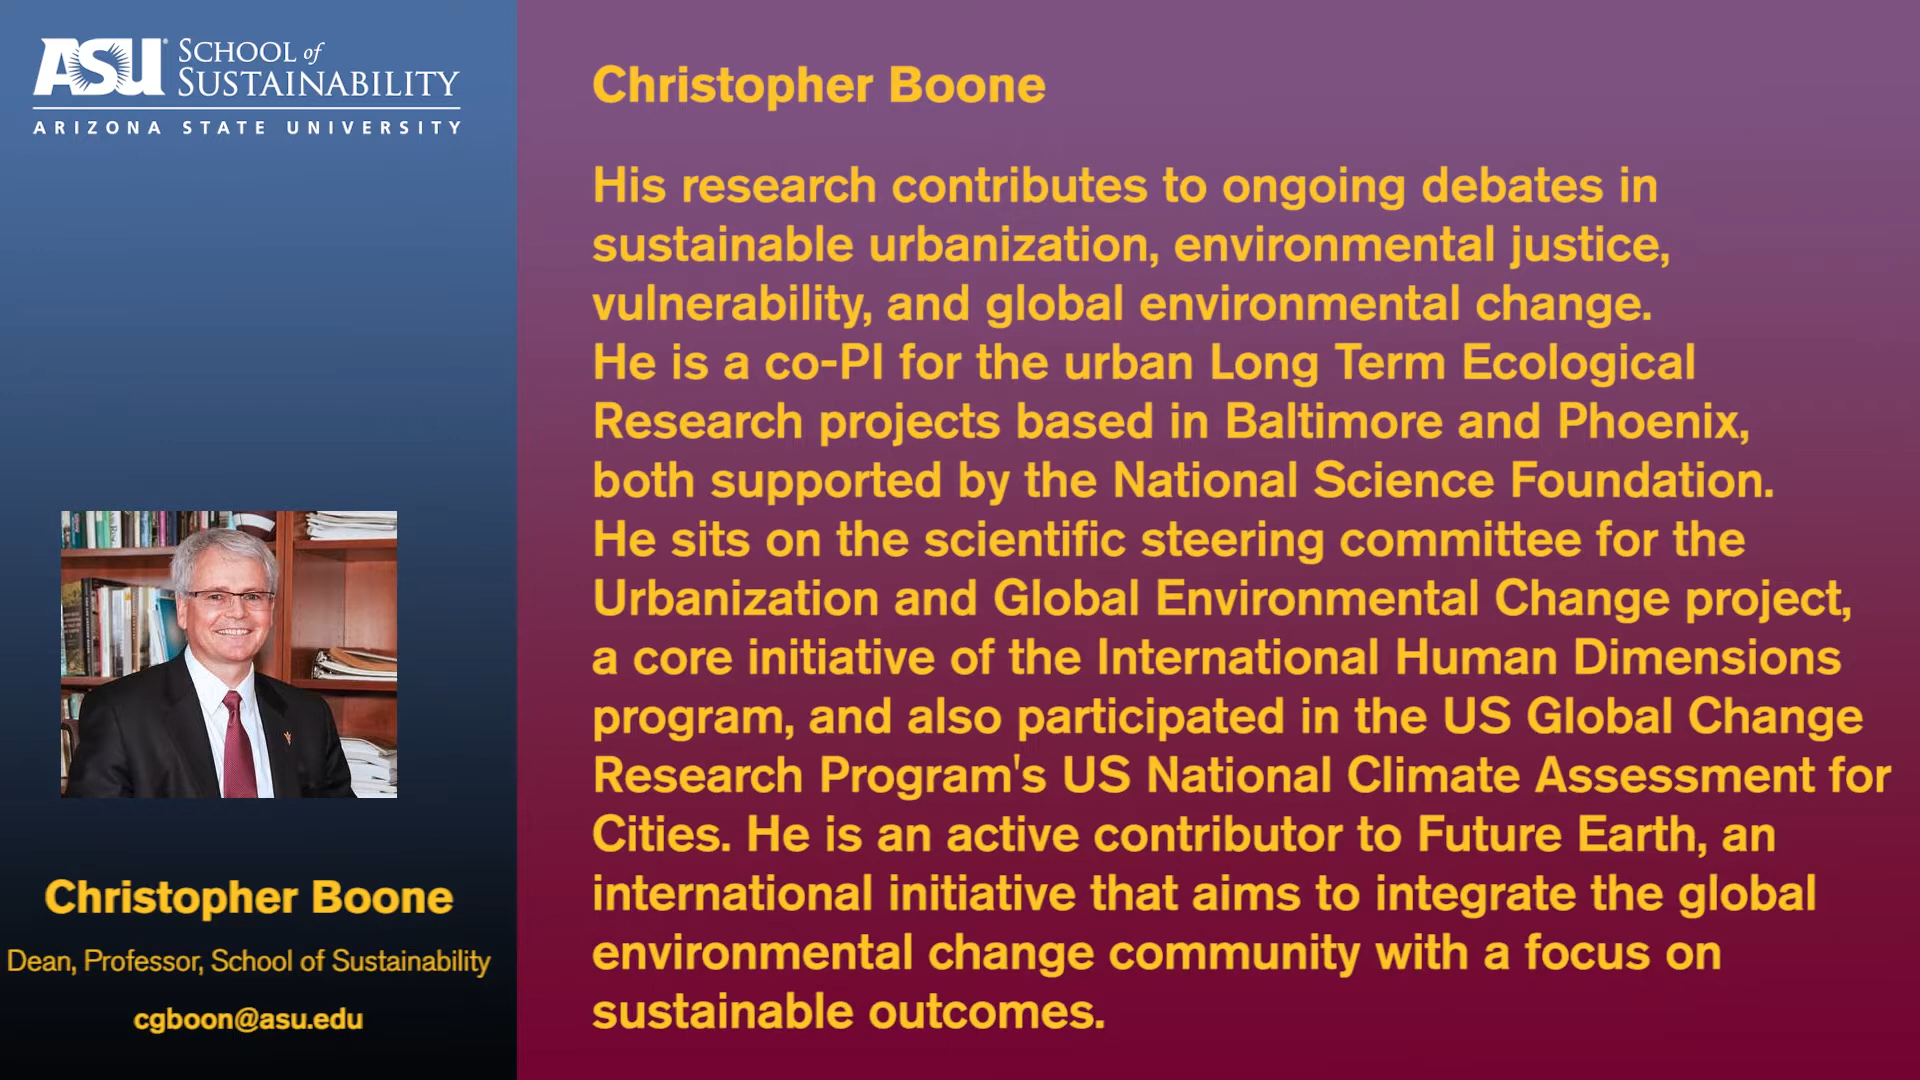 ASU SCHOOL of
SUSTAINABILITY
ARIZONA STATE UNIVERSITY
Christopher Boone
Dean, Professor, School of Sustainability
cgboon@asu.edu
Christopher Boone
His research contributes to ongoing debates in
sustainable urbanization, environmental justice,
vulnerability, and global environmental change.
He is a co-PI for the urban Long Term Ecological
Research projects based in Baltimore and Phoenix,
both supported by the National Science Foundation.
He sits on the scientific steering committee for the
Urbanization and Global Environmental Change project,
a core initiative of the International Human Dimensions
program, and also participated in the US Global Change
Research Program's US National Climate Assessment for
Cities. He is an active contributor to Future Earth, an
international initiative that aims to integrate the global
environmental change community with a focus on
sustainable outcomes.